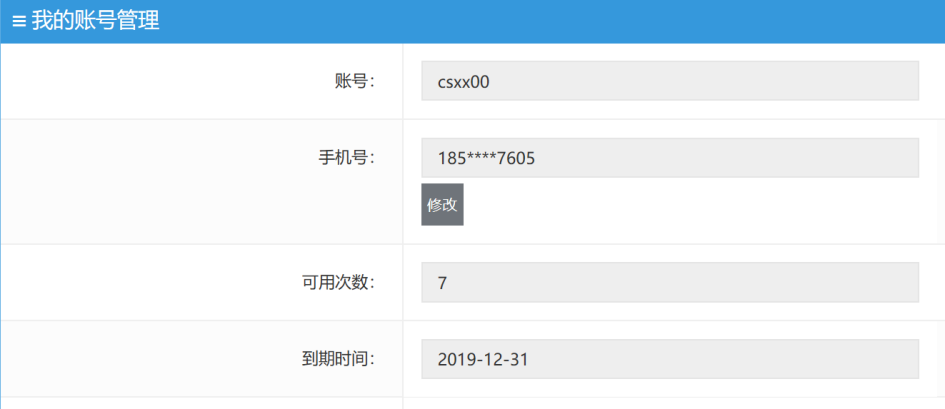 我的账号管理
账号：
csxx00
手机号：
185****7605
修改
可用次数：
7
到期时间：
2019-12-31